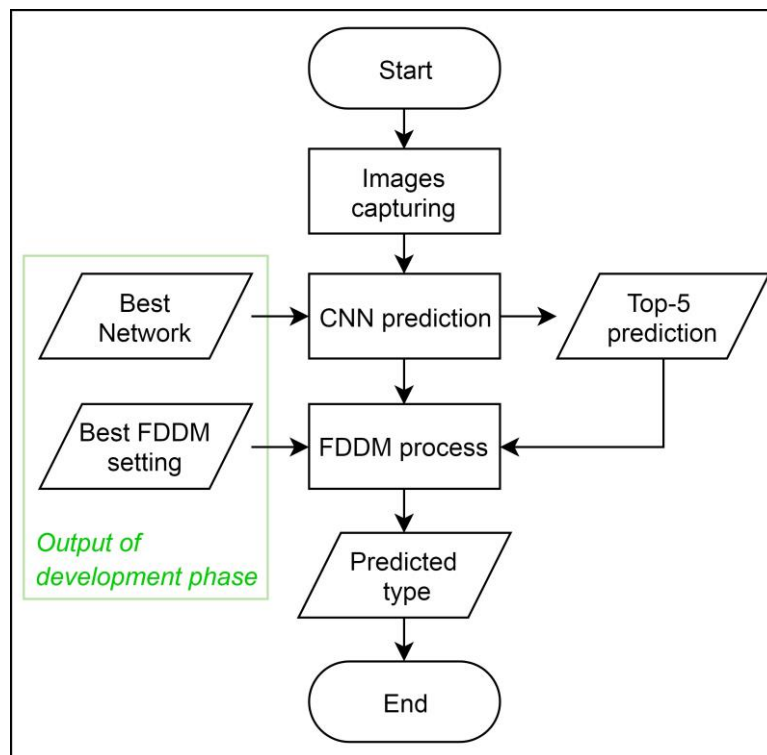 Start
Images
capturing
Best
Network
CNN prediction
Top-5
prediction
Best FDDM
setting
FDDM process
Output of
development phase
Predicted
type
End